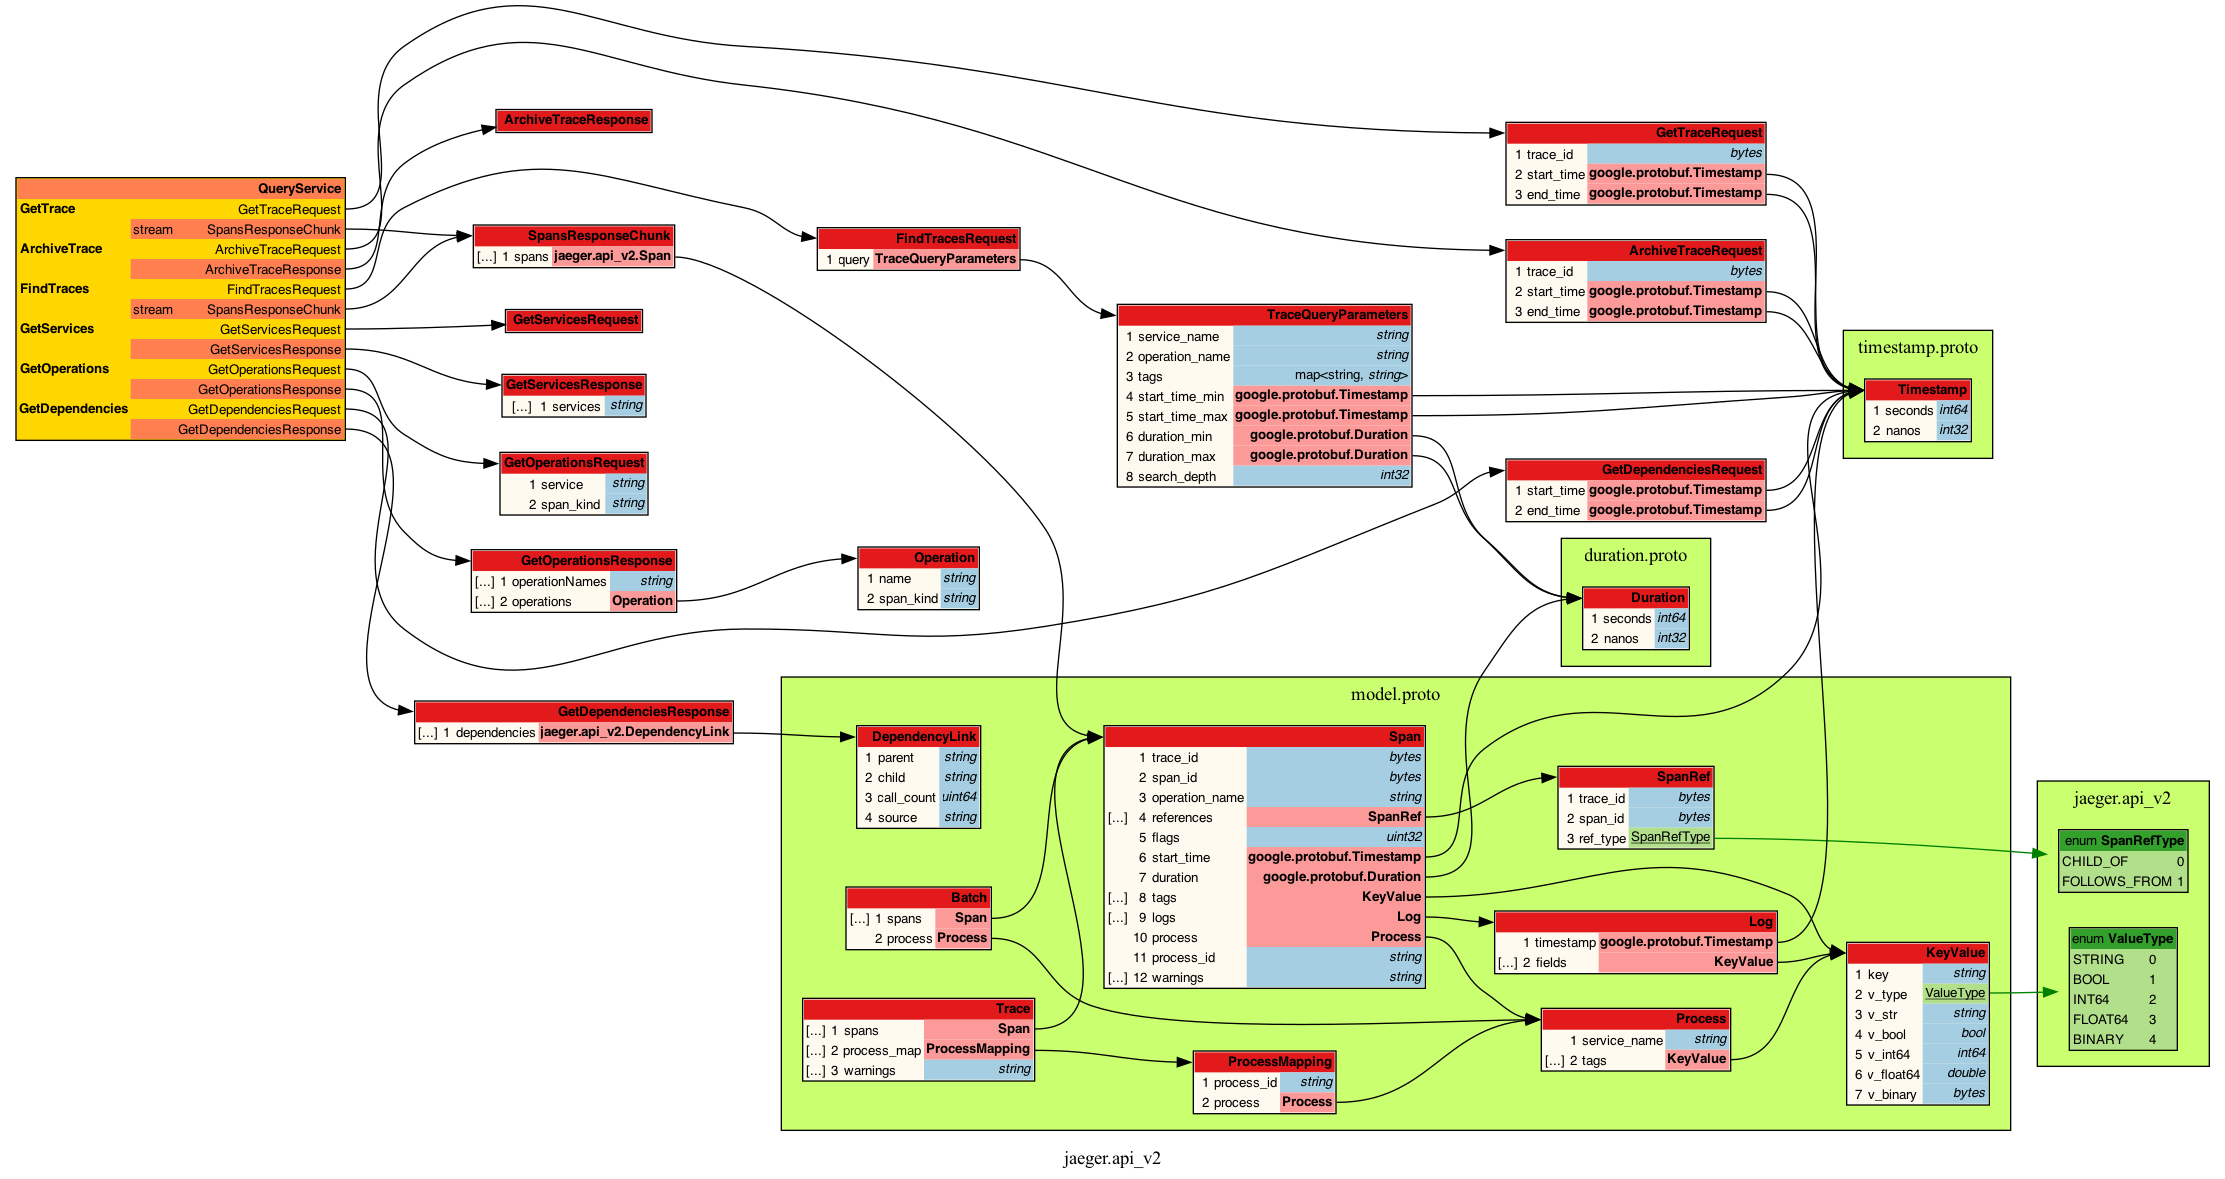 QueryService
GetTrace GetTraceRequest
stream SpansResponseChunk
ArchiveTrace ArchiveTraceRequest
ArchiveTraceResponse
FindTraces FindTracesRequest
stream SpansResponseChunk
GetServices GetServicesRequest
GetServicesResponse
GetOperations GetOperationsRequest
GetOperationsResponse
GetDependencies GetDependenciesRequest
GetDependenciesResponse
ArchiveTraceResponse
SpansResponseChunk
[...] 1 spans jaeger.api_v2.Span
GetServicesRequest
GetServicesResponse
[...] 1 services string
GetOperationsRequest
1 service string
2 span_kind string
GetOperationsResponse
[...] 1 operationNames string
[...] 2 operations Operation
GetDependenciesResponse
[...] 1 dependencies jaeger.api_v2.DependencyLink
FindTracesRequest
1 query TraceQueryParameters
Operation
1 name string
2 span_kind string
TraceQueryParameters
1 service_name string
2 operation_name string
3 tags map<string, string>
4 start_time_min google.protobuf.Timestamp
5 start_time_max google.protobuf.Timestamp
6 duration_min google.protobuf.Duration
7 duration_max google.protobuf.Duration
8 search_depth int32
GetTraceRequest
1 trace_id bytes
2 start_time google.protobuf.Timestamp
3 end_time google.protobuf.Timestamp
ArchiveTraceRequest
1 trace_id bytes
2 start_time google.protobuf.Timestamp
3 end_time google.protobuf.Timestamp
GetDependenciesRequest
1 start_time google.protobuf.Timestamp
2 end_time google.protobuf.Timestamp
timestamp.proto
Timestamp
1 seconds int64
2 nanos int32
duration.proto
Duration
1 seconds int64
2 nanos int32
model.proto
DependencyLink
1 parent string
2 child string
3 call_count uint64
4 source string
Batch
[...] 1 spans Span
2 process Process
Trace
[...] 1 spans Span
[...] 2 process_map ProcessMapping
[...] 3 warnings string
Span
1 trace_id bytes
2 span_id bytes
3 operation_name string
[...] 4 references SpanRef
5 flags uint32
6 start_time google.protobuf.Timestamp
7 duration google.protobuf.Duration
[...] 8 tags KeyValue
[...] 9 logs Log
10 process Process
11 process_id string
[...] 12 warnings string
ProcessMapping
1 process_id string
2 process Process
SpanRef
1 trace_id bytes
2 span_id bytes
3 ref_type SpanRefType
Log
1 timestamp google.protobuf.Timestamp
[...] 2 fields KeyValue
Process
1 service_name string
[...] 2 tags KeyValue
KeyValue
1 key string
2 v_type ValueType
3 v_str string
4 v_bool bool
5 v_int64 int64
6 v_float64 double
7 v_binary bytes
jaeger.api_v2
enum SpanRefType
CHILD_OF 0
FOLLOWS_FROM 1
enum ValueType
STRING 0
BOOL 1
INT64 2
FLOAT64 3
BINARY 4
jaeger.api_v2